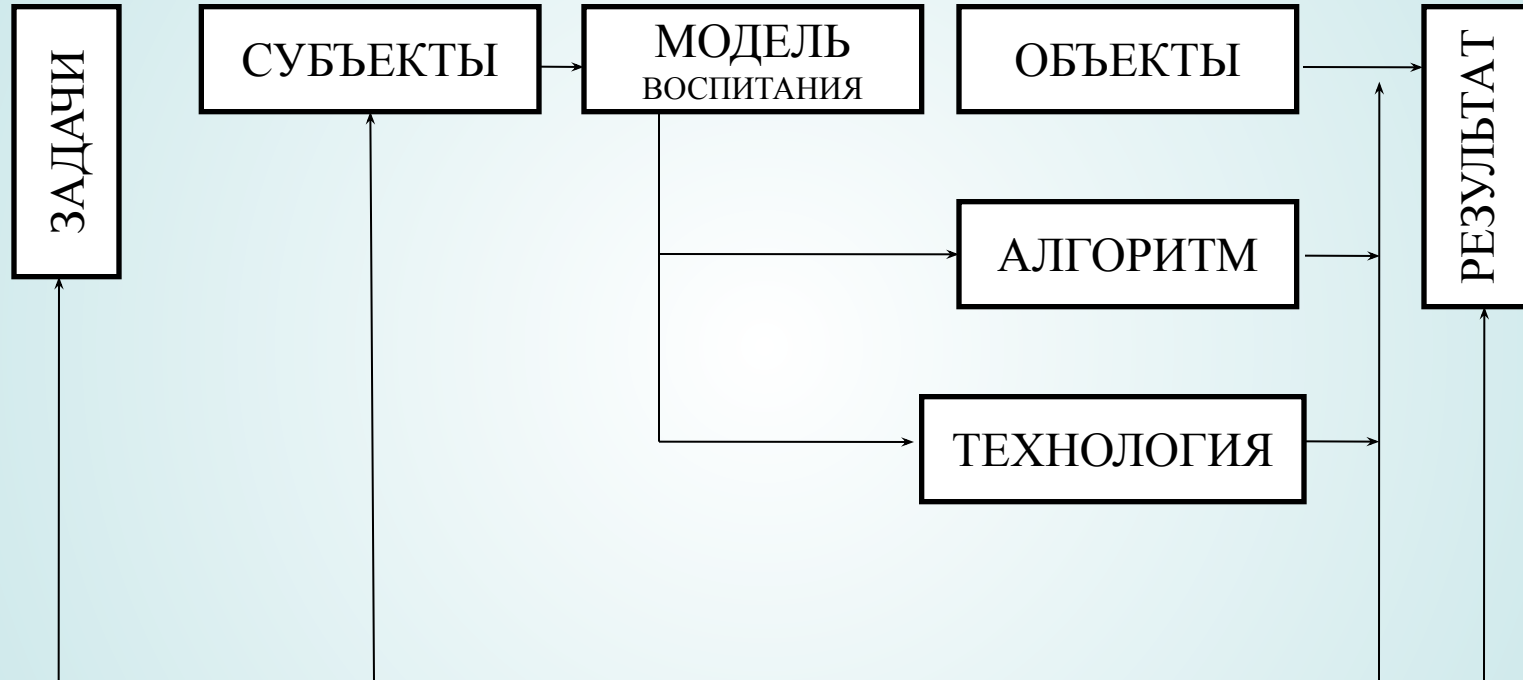 ЗАДАЧИ
СУБЪЕКТЫ
МОДЕЛЬ
ВОСПИТАНИЯ
ОБЪЕКТЫ
РЕЗУЛЬТАТ
АЛГОРИТМ
ТЕХНОЛОГИЯ